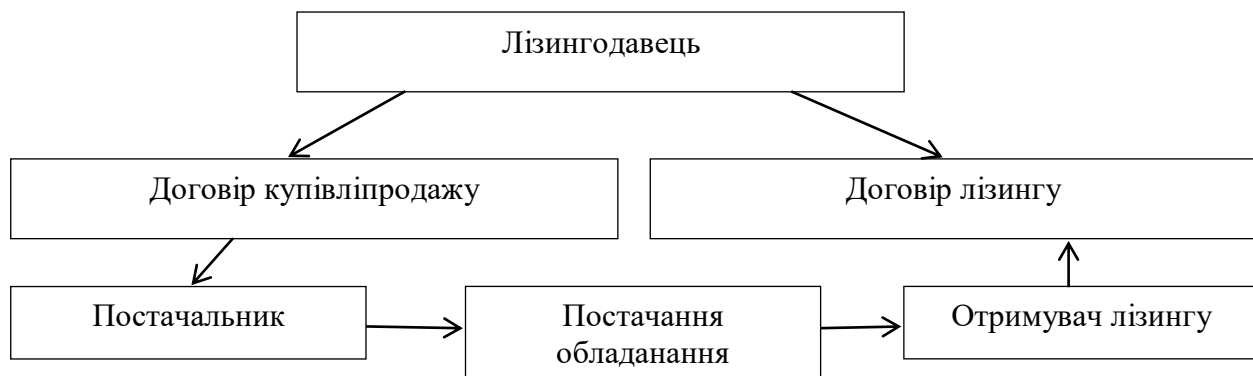 Лізингодавець
Договір купівліпродажу
Договір лізингу
Постачальник
Постачання
обладанання
Отримувач лізингу